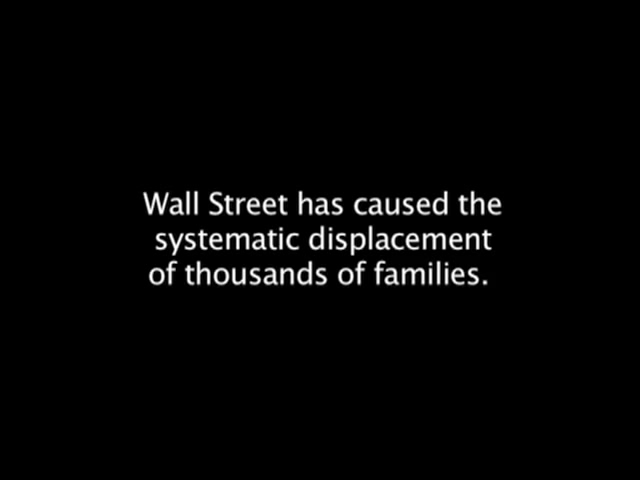 Wall Street has caused the
systematic displacement
of thousands of families.